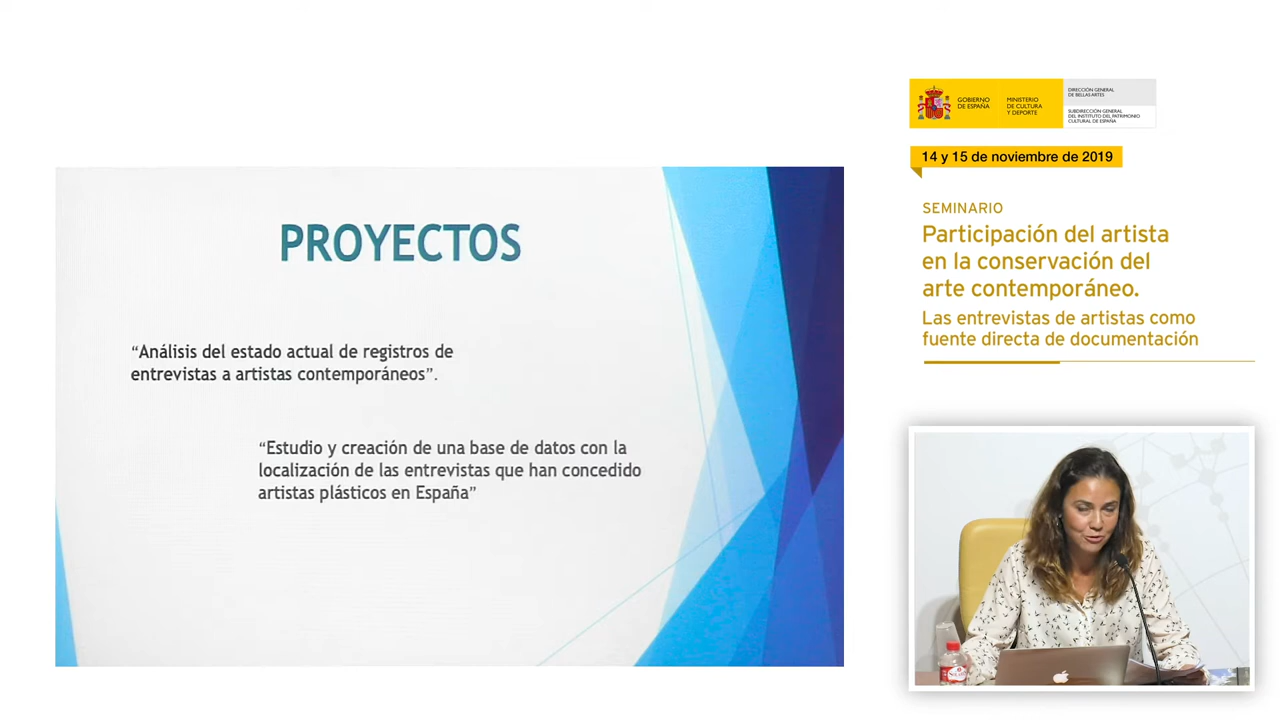 PROYECTOS
“Análisis del estado actual de registros de
entrevistas a artistas contemporáneos”.
“Estudio y creación de una base de datos con la
localización de las entrevistas que han concedido
artistas plásticos en España”
GOBIERNO
DE ESPAÑA
MINISTERIO
DE CULTURA
Y DEPORTE
DIRECCIÓN GENERAL
DE BELLAS ARTES
SUBDIRECCIÓN GENERAL
DEL INSTITUTO DEL PATRIMONIO
CULTURAL DE ESPAÑA
14 y 15 de noviembre de 2019
SEMINARIO
Participación del artista
en la conservación del
arte contemporáneo.
Las entrevistas de artistas como
fuente directa de documentación